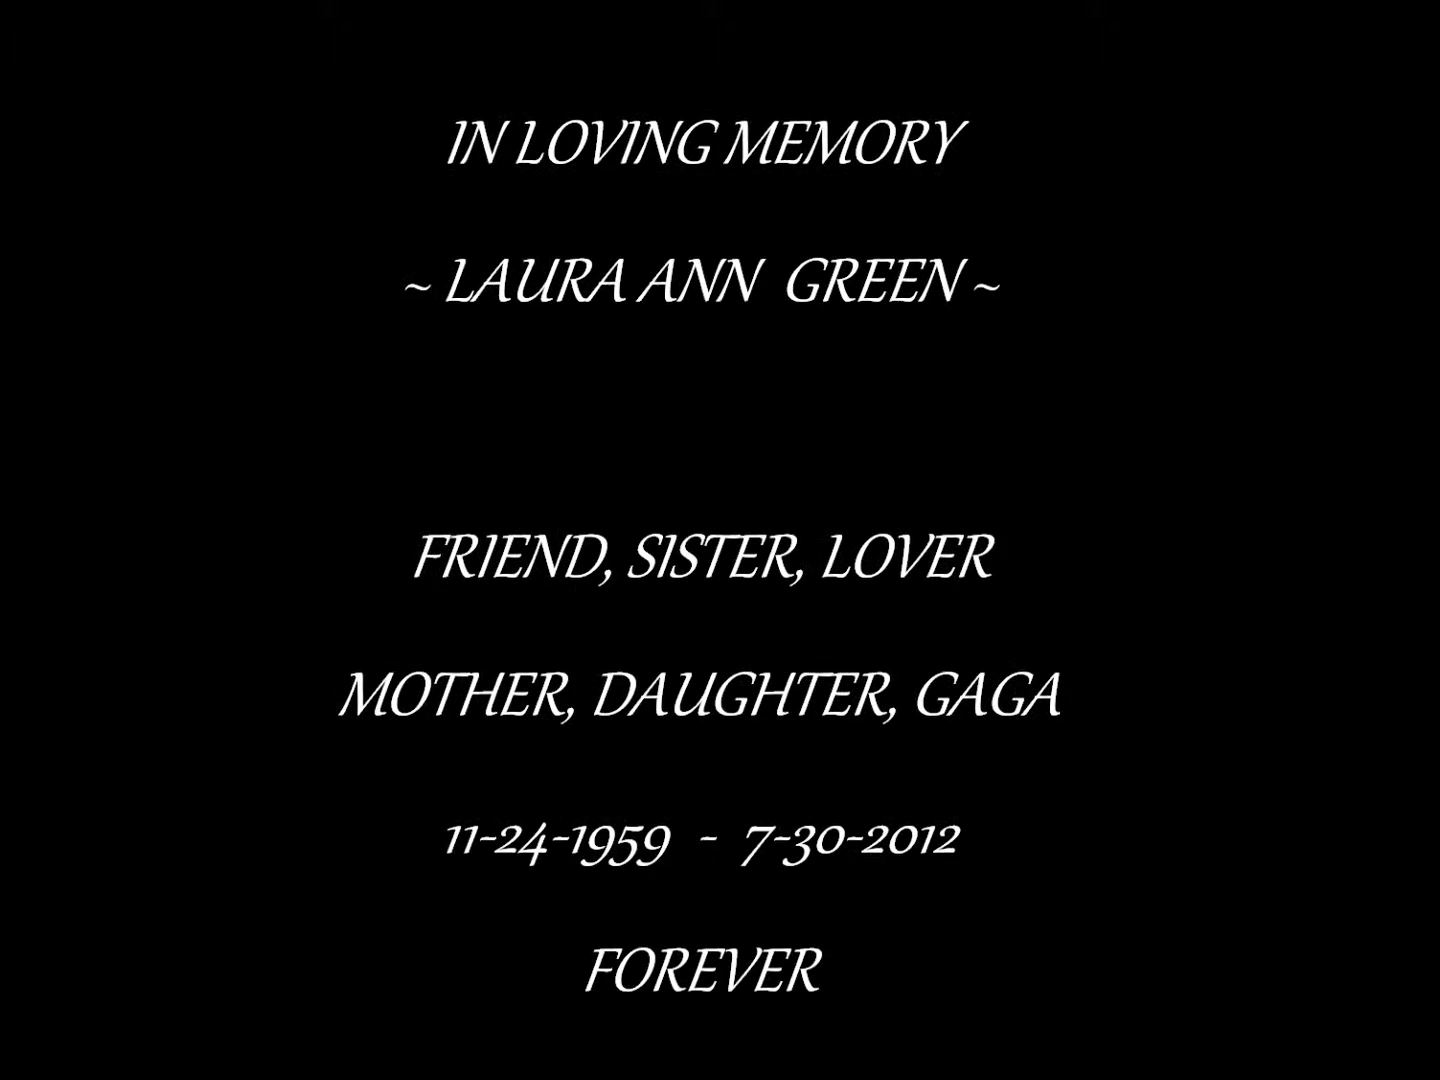 IN LOVING MEMORY
~ LAURA ANN GREEN ~
FRIEND, SISTER, LOVER
MOTHER, DAUGHTER, GAGA
11-24-1959 - 7-30-2012
FOREVER